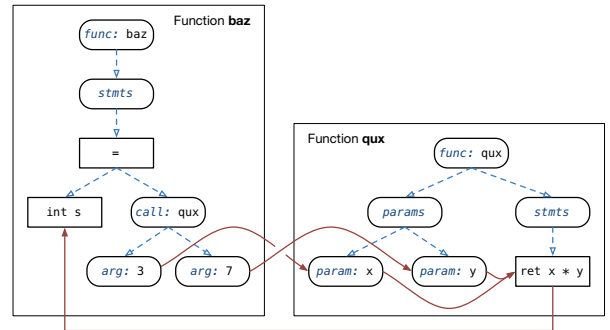 Function baz
func: baz
stmts
=
int s
call: qux
arg: 3
arg: 7
Function qux
func: qux
params
stmts
param: x
param: y
ret x * y